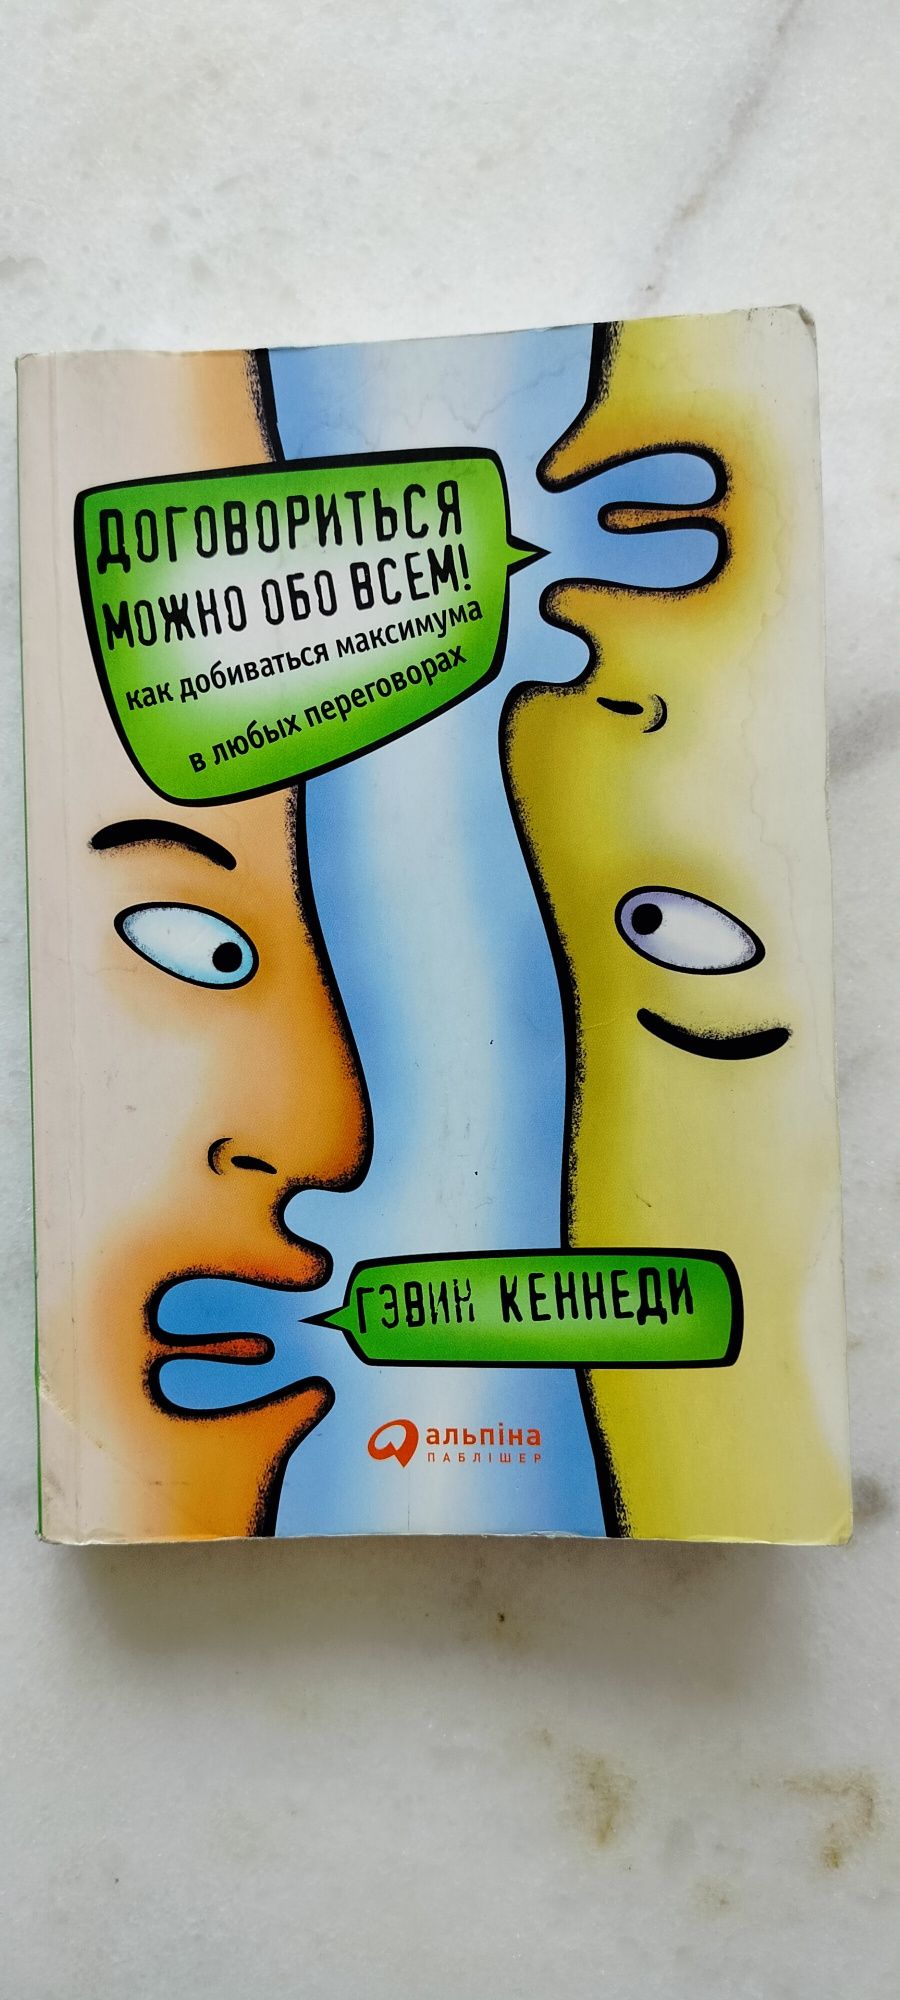 ДОГОВОРИТЬСЯ
МОЖНО ОБО ВСЕМ!
как добиваться максимума
в любых переговорах
ГЭВИН КЕННЕДИ
альпіна
ПАБЛІШЕР